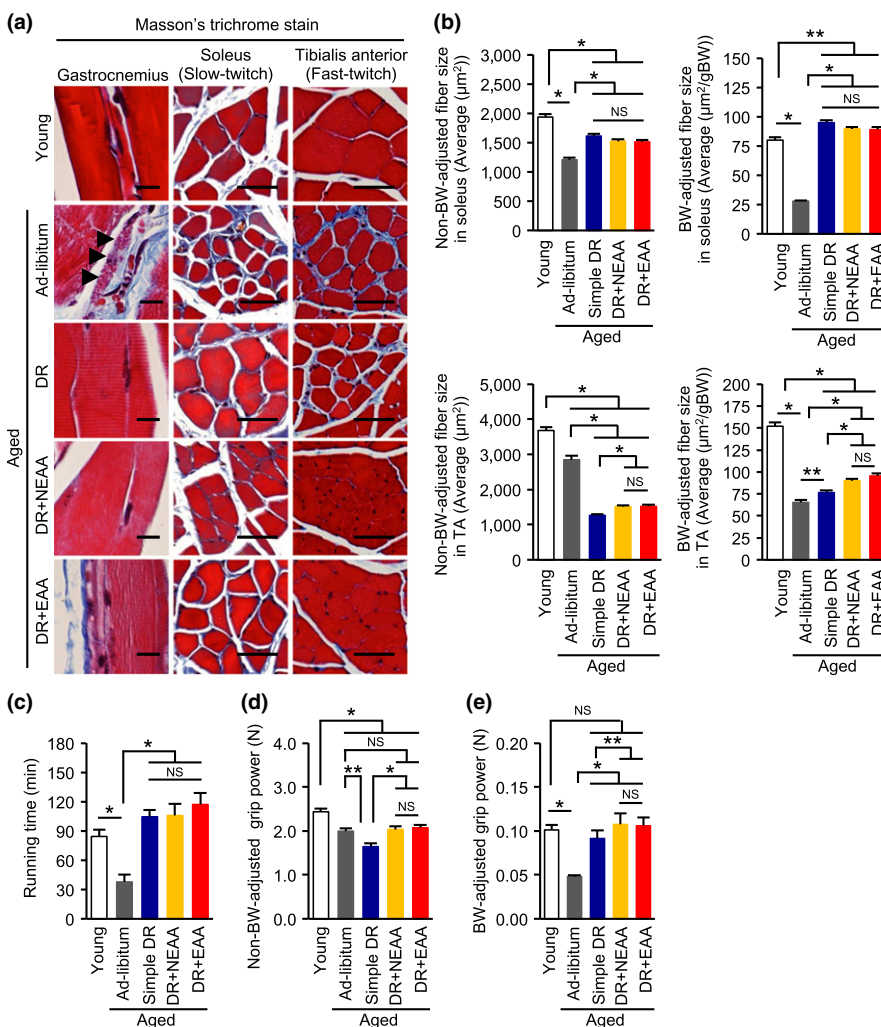 (a)
Masson's trichrome stain
Gastrocnemius
Soleus
(Slow-twitch)
Tibialis anterior
(Fast-twitch)
Young
Aged
Ad-libitum
DR
DR+NEAA
DR+EAA
(b)
Non-BW-adjusted fiber size
in soleus (Average (µm²))
3,000
2,500
2,000
1,500
1,000
500
0
*
*
*
NS
Young
Ad-libitum
Simple DR
DR+NEAA
DR+EAA
Aged
BW-adjusted fiber size
in soleus (Average (µm²/gBW))
150
125
100
75
50
25
0
**
*
*
NS
Young
Ad-libitum
Simple DR
DR+NEAA
DR+EAA
Aged
Non-BW-adjusted fiber size
in TA (Average (µm²))
5,000
4,000
3,000
2,000
1,000
0
*
*
*
NS
Young
Ad-libitum
Simple DR
DR+NEAA
DR+EAA
Aged
BW-adjusted fiber size
in TA (Average (µm²/gBW))
200
175
150
125
100
75
50
25
0
*
*
*
*
**
NS
Young
Ad-libitum
Simple DR
DR+NEAA
DR+EAA
Aged
(c)
Running time (min)
180
150
120
90
60
30
0
*
*
NS
Young
Ad-libitum
Simple DR
DR+NEAA
DR+EAA
Aged
(d)
Non-BW-adjusted grip power (N)
4.0
3.0
2.0
1.0
0.0
*
NS
**
*
NS
Young
Ad-libitum
Simple DR
DR+NEAA
DR+EAA
Aged
(e)
BW-adjusted grip power (N)
0.20
0.15
0.10
0.05
0.00
NS
**
*
*
NS
Young
Ad-libitum
Simple DR
DR+NEAA
DR+EAA
Aged